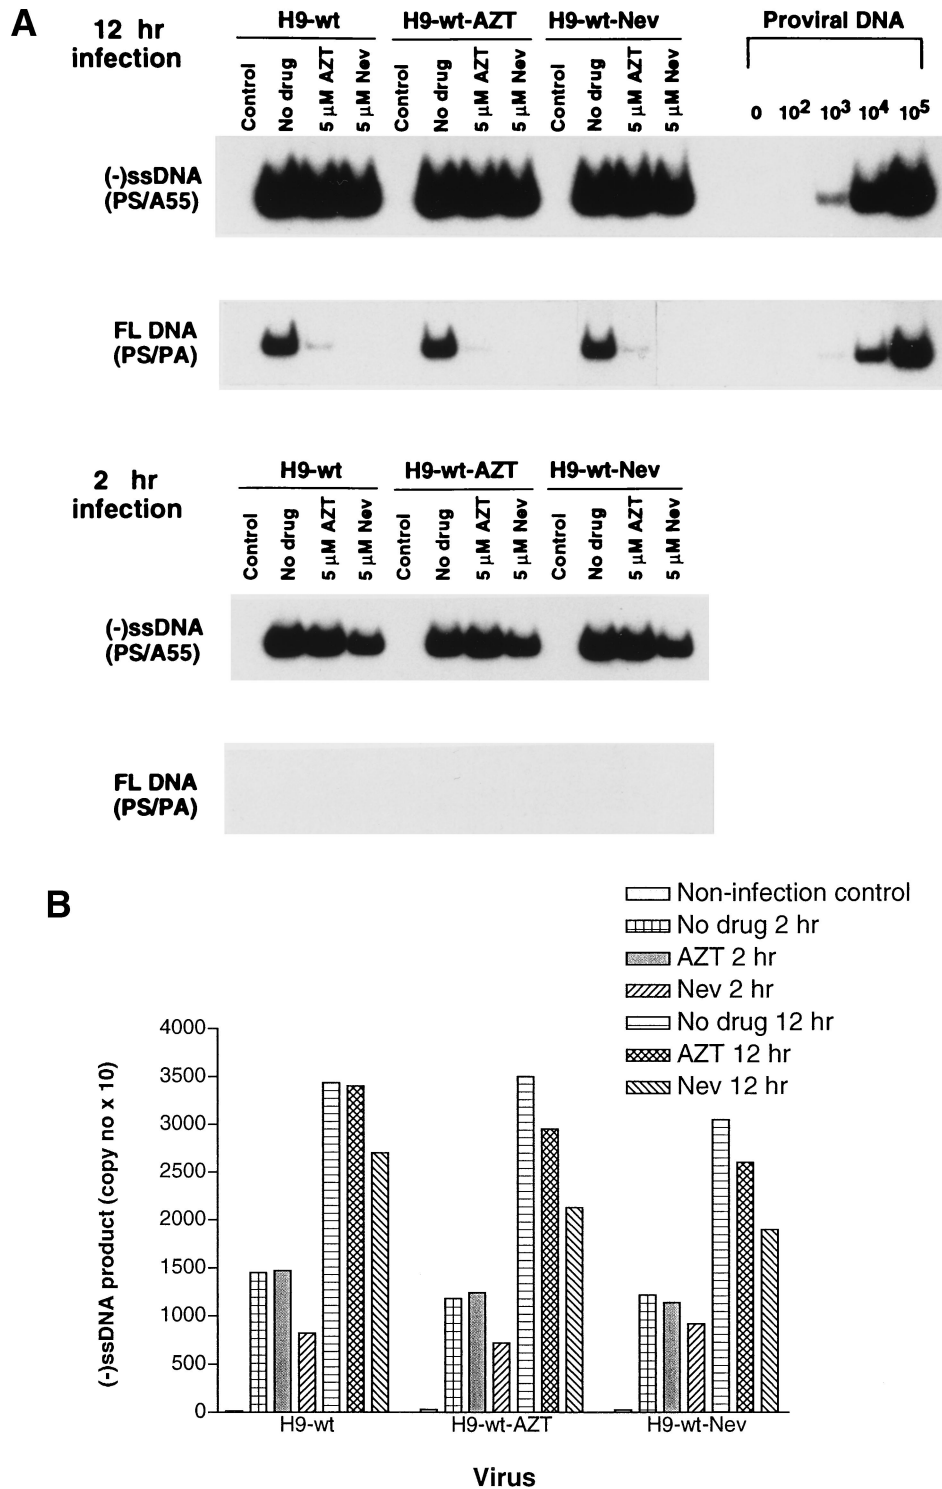 A
12 hr infection
H9-wt
H9-wt-AZT
H9-wt-Nev
Proviral DNA
Control
No drug
5 µM AZT
5 µM Nev
Control
No drug
5 µM AZT
5 µM Nev
Control
No drug
5 µM AZT
5 µM Nev
0 10² 10³ 10⁴ 10⁵
(-)ssDNA
(PS/A55)
FL DNA
(PS/PA)
2 hr infection
H9-wt
H9-wt-AZT
H9-wt-Nev
Control
No drug
5 µM AZT
5 µM Nev
Control
No drug
5 µM AZT
5 µM Nev
Control
No drug
5 µM AZT
5 µM Nev
(-)ssDNA
(PS/A55)
FL DNA
(PS/PA)
B
Non-infection control
No drug 2 hr
AZT 2 hr
Nev 2 hr
No drug 12 hr
AZT 12 hr
Nev 12 hr
(-)ssDNA product (copy no x 10)
4000
3500
3000
2500
2000
1500
1000
500
0
H9-wt
H9-wt-AZT
H9-wt-Nev
Virus